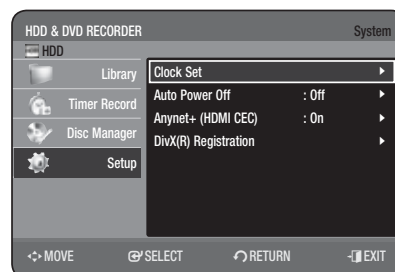 HDD & DVD RECORDER System
HDD
Library
Timer Record
Disc Manager
Setup
Clock Set
Auto Power Off : Off
Anynet+ (HDMI CEC) : On
DivX(R) Registration
MOVE SELECT RETURN EXIT